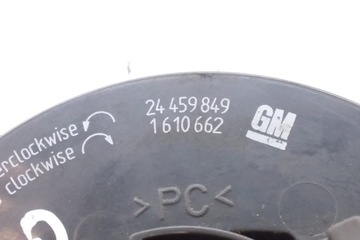 24 459 849
1 610 662
GM
erclockwise
clockwise
>PC<